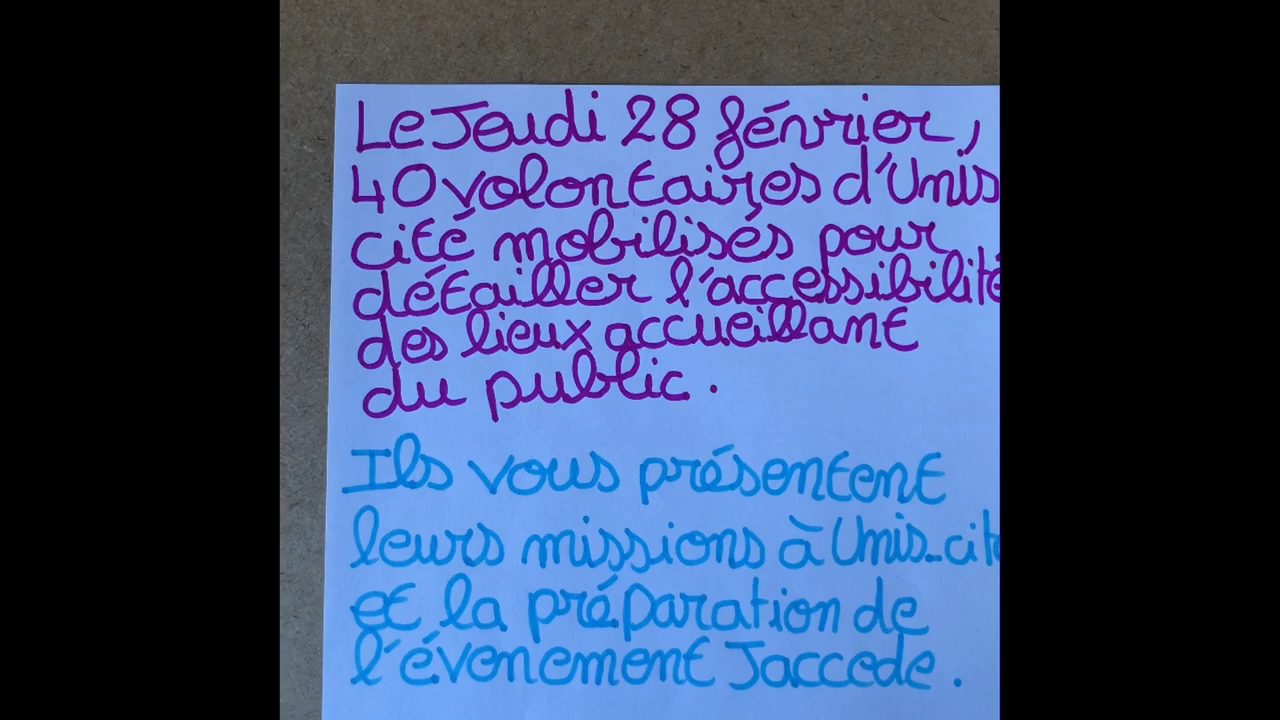 Le Jeudi 28 février,
40 volontaires d'Unis
cité mobilisés pour
détailler l'accessibilité
des lieux accueillant
du public.
Ils vous présentent
leurs missions à Unis-cité
et la préparation de
l'évenement Jaccede.